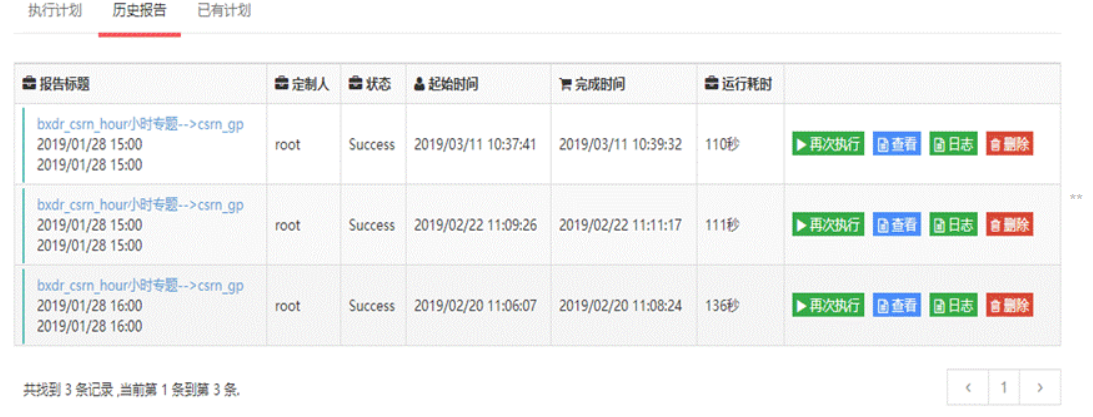 执行计划 历史报告 已有计划
报告标题 定制人 状态 起始时间 完成时间 运行耗时
bxdr_csrn_hour小时专题-->csrn_gp
2019/01/28 15:00
2019/01/28 15:00
root Success 2019/03/11 10:37:41 2019/03/11 10:39:32 110秒 再次执行 查看 日志 删除
bxdr_csrn_hour小时专题-->csrn_gp
2019/01/28 15:00
2019/01/28 15:00
root Success 2019/02/22 11:09:26 2019/02/22 11:11:17 111秒 再次执行 查看 日志 删除
bxdr_csrn_hour小时专题-->csrn_gp
2019/01/28 16:00
2019/01/28 16:00
root Success 2019/02/20 11:06:07 2019/02/20 11:08:24 136秒 再次执行 查看 日志 删除
共找到 3 条记录 ,当前第 1 条到第 3 条.
‹ 1 ›
**